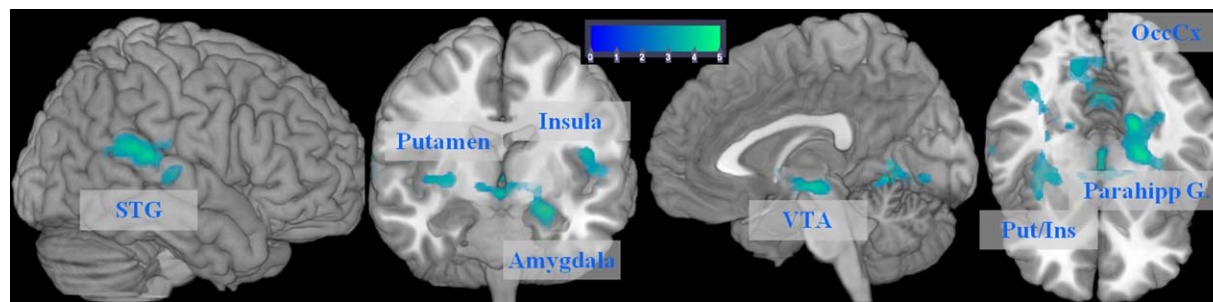 STG
Putamen
Insula
Amygdala
0 1 2 3 4 5
VTA
OccCx
Parahipp G.
Put/Ins